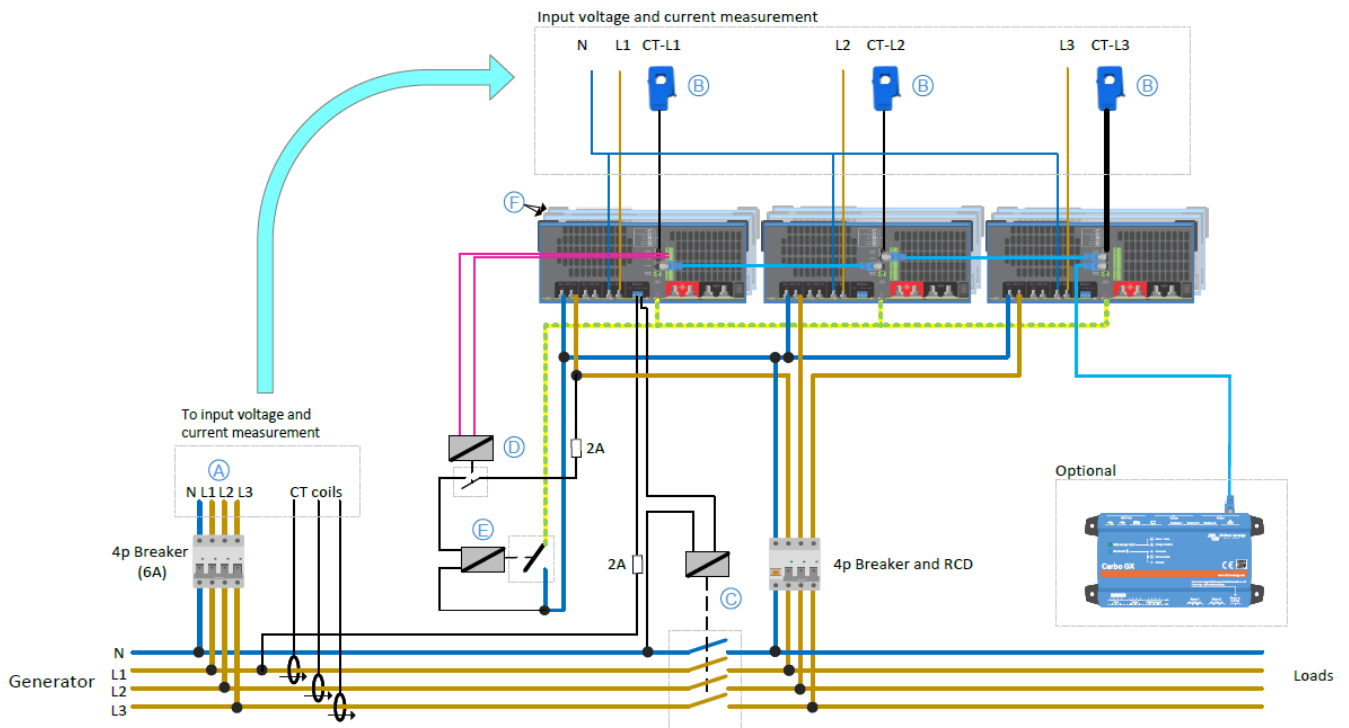 Input voltage and current measurement
N L1 CT-L1 L2 CT-L2 L3 CT-L3
B B B
F
To input voltage and
current measurement
A
N L1 L2 L3 CT coils
4p Breaker
(6A)
D
2A
E
2A
C
4p Breaker and RCD
Optional
Cerbo GX
N
L1
L2
L3
Generator
Loads